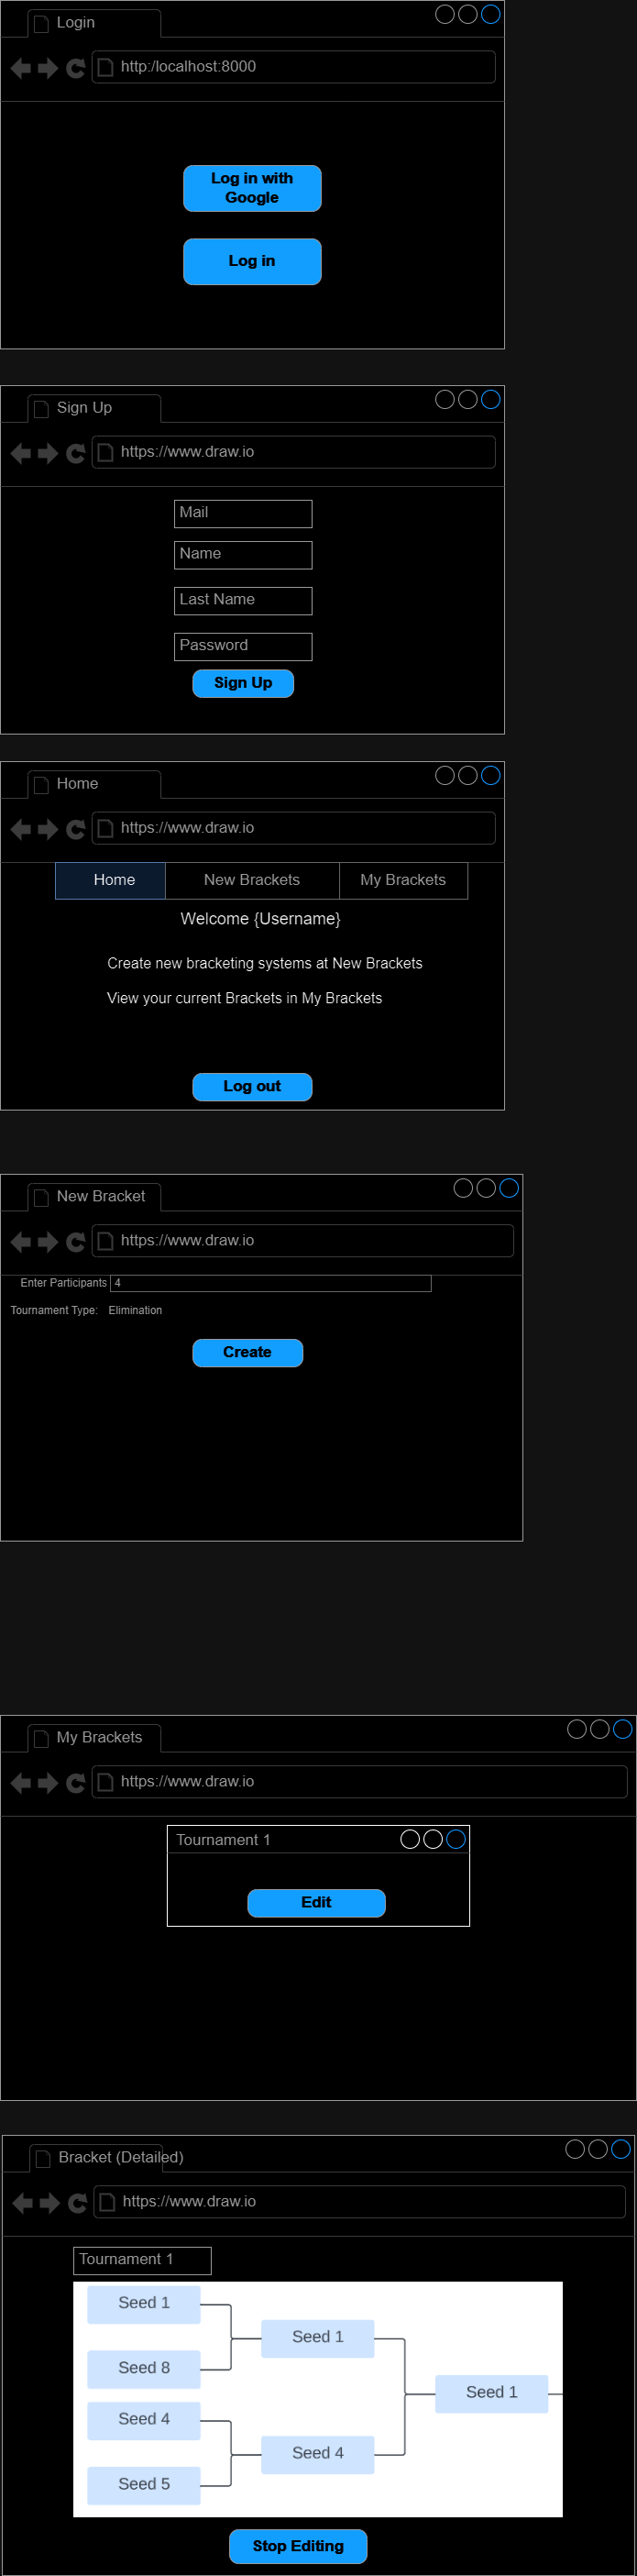 Login
http:/localhost:8000
Log in with
Google
Log in
Sign Up
https://www.draw.io
Mail
Name
Last Name
Password
Sign Up
Home
https://www.draw.io
Home New Brackets My Brackets
Welcome {Username}
Create new bracketing systems at New Brackets
View your current Brackets in My Brackets
Log out
New Bracket
https://www.draw.io
Enter Participants 4
Tournament Type: Elimination
Create
My Brackets
https://www.draw.io
Tournament 1
Edit
Bracket (Detailed)
https://www.draw.io
Tournament 1
Seed 1
Seed 1
Seed 8
Seed 1
Seed 4
Seed 4
Seed 5
Stop Editing